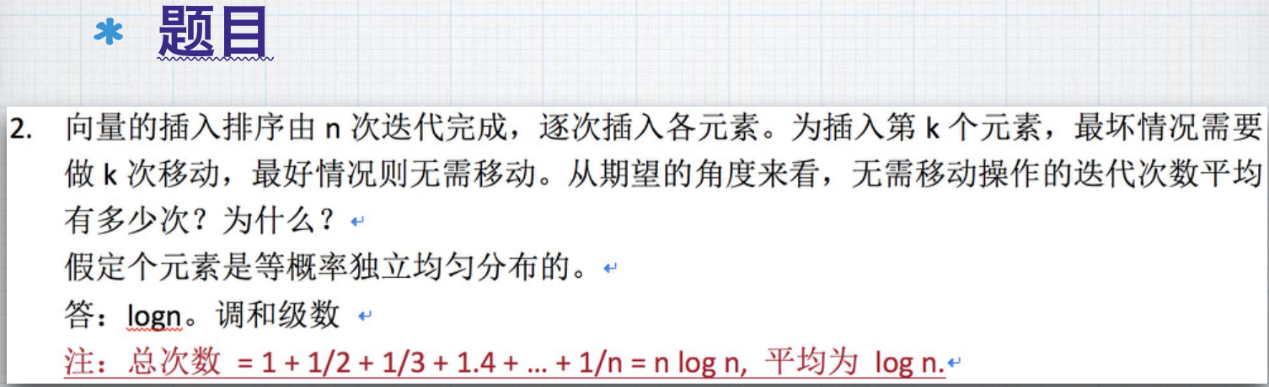 * 题目
2. 向量的插入排序由 n 次迭代完成，逐次插入各元素。为插入第 k 个元素，最坏情况需要
做 k 次移动，最好情况则无需移动。从期望的角度来看，无需移动操作的迭代次数平均
有多少次？为什么？↵
假定个元素是等概率独立均匀分布的。↵
答：logn。调和级数 ↵
注：总次数 = 1 + 1/2 + 1/3 + 1.4 + ... + 1/n = n log n, 平均为 log n.↵